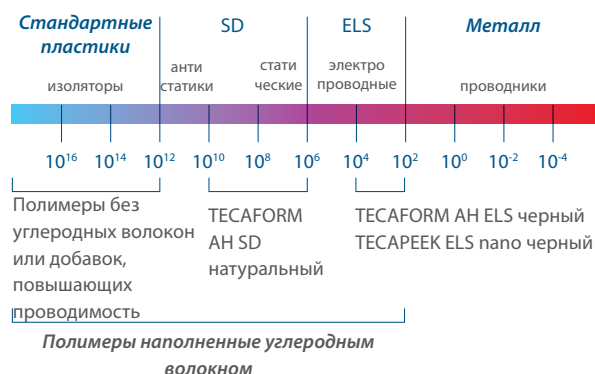 Стандартные
пластики
SD
ELS
Металл
изоляторы
анти
статики
стати
ческие
электро
проводные
проводники
10¹⁶ 10¹⁴ 10¹² 10¹⁰ 10⁸ 10⁶ 10⁴ 10² 10⁰ 10⁻² 10⁻⁴
Полимеры без
углеродных волокон
или добавок,
повышающих
проводимость
TECAFORM
AH SD
натуральный
TECAFORM AH ELS черный
TECAPEEK ELS nano черный
Полимеры наполненные углеродным
волокном